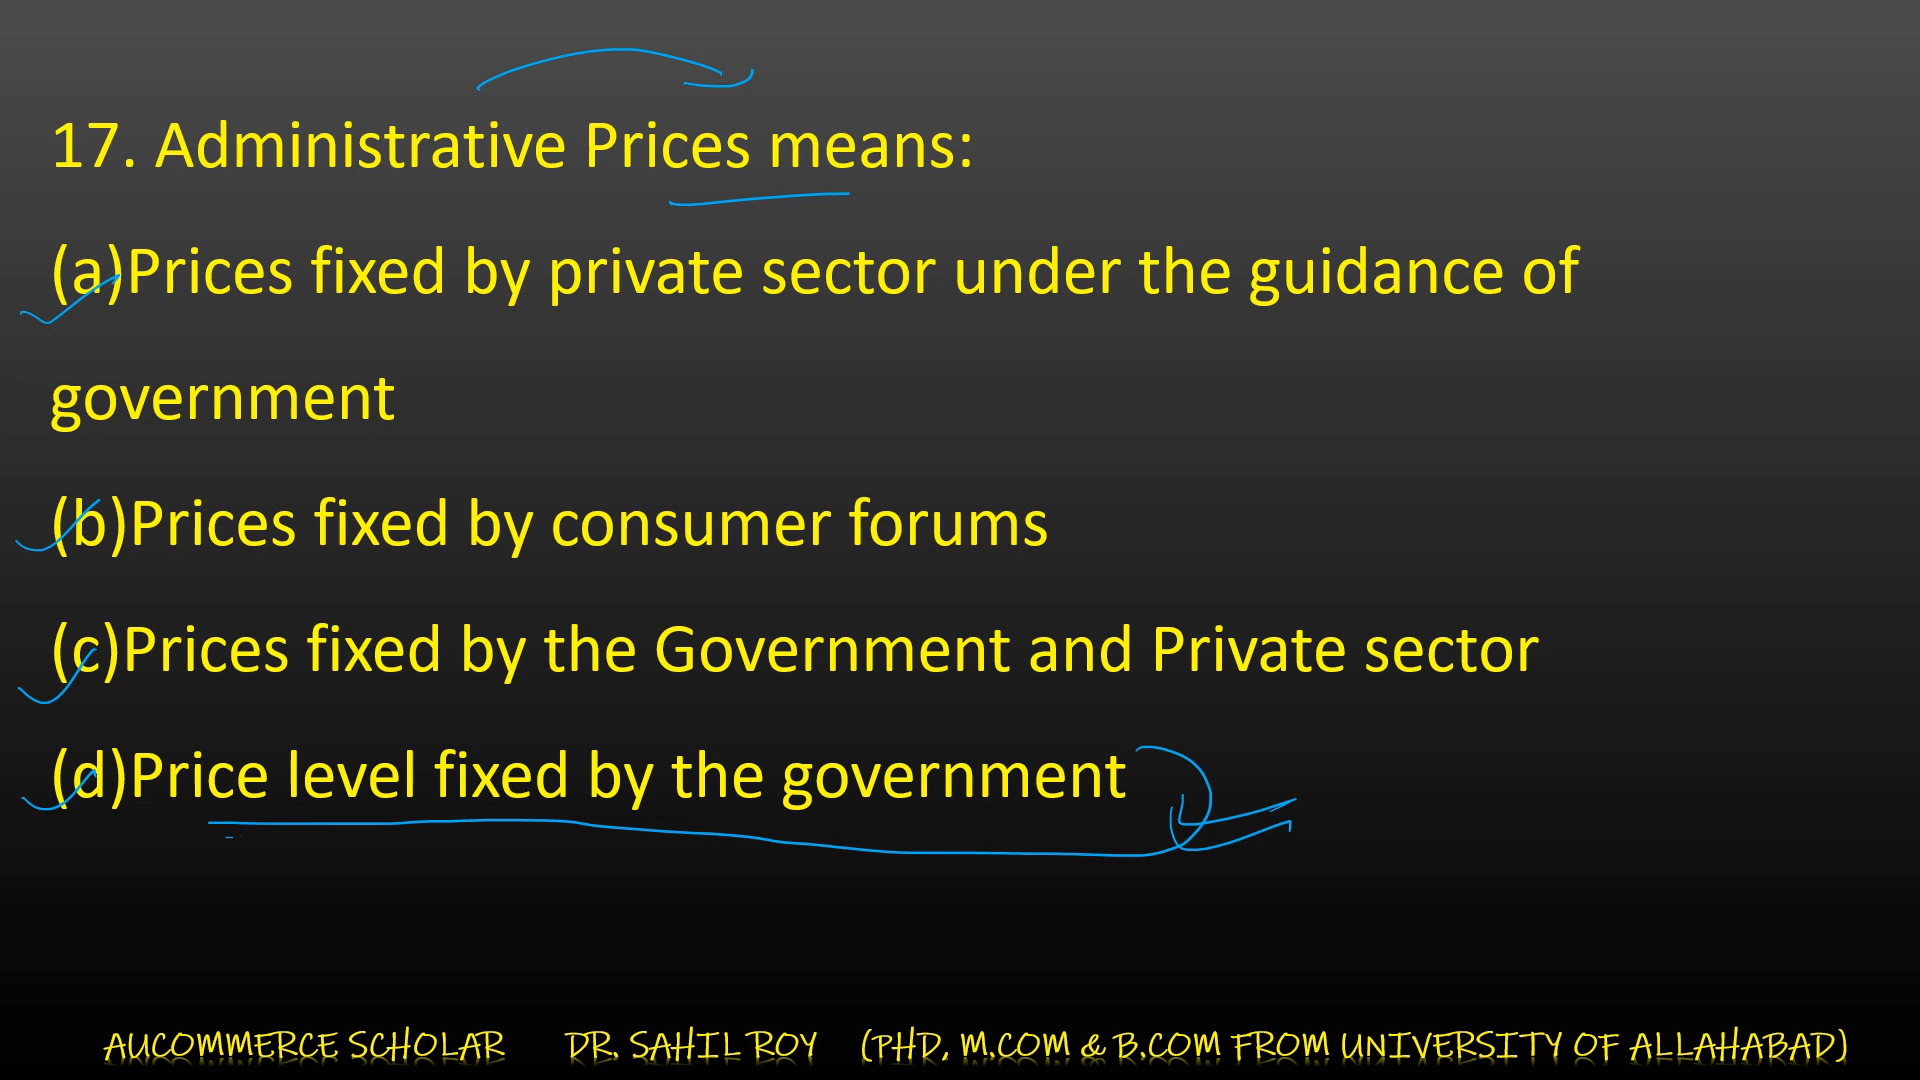 17. Administrative Prices means:
(a)Prices fixed by private sector under the guidance of
government
(b)Prices fixed by consumer forums
(c)Prices fixed by the Government and Private sector
(d)Price level fixed by the government
AUCOMMERCE SCHOLAR DR. SAHIL ROY (PHD, M.COM & B.COM FROM UNIVERSITY OF ALLAHABAD)